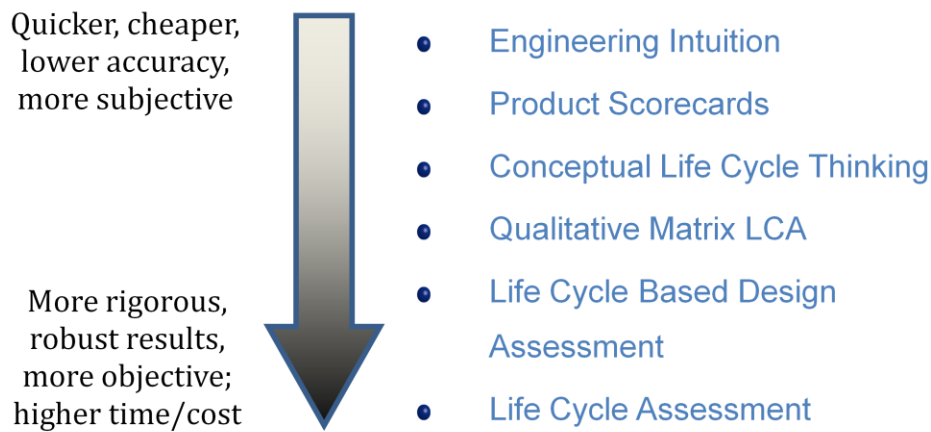 Quicker, cheaper,
lower accuracy,
more subjective
More rigorous,
robust results,
more objective;
higher time/cost
Engineering Intuition
Product Scorecards
Conceptual Life Cycle Thinking
Qualitative Matrix LCA
Life Cycle Based Design
Assessment
Life Cycle Assessment